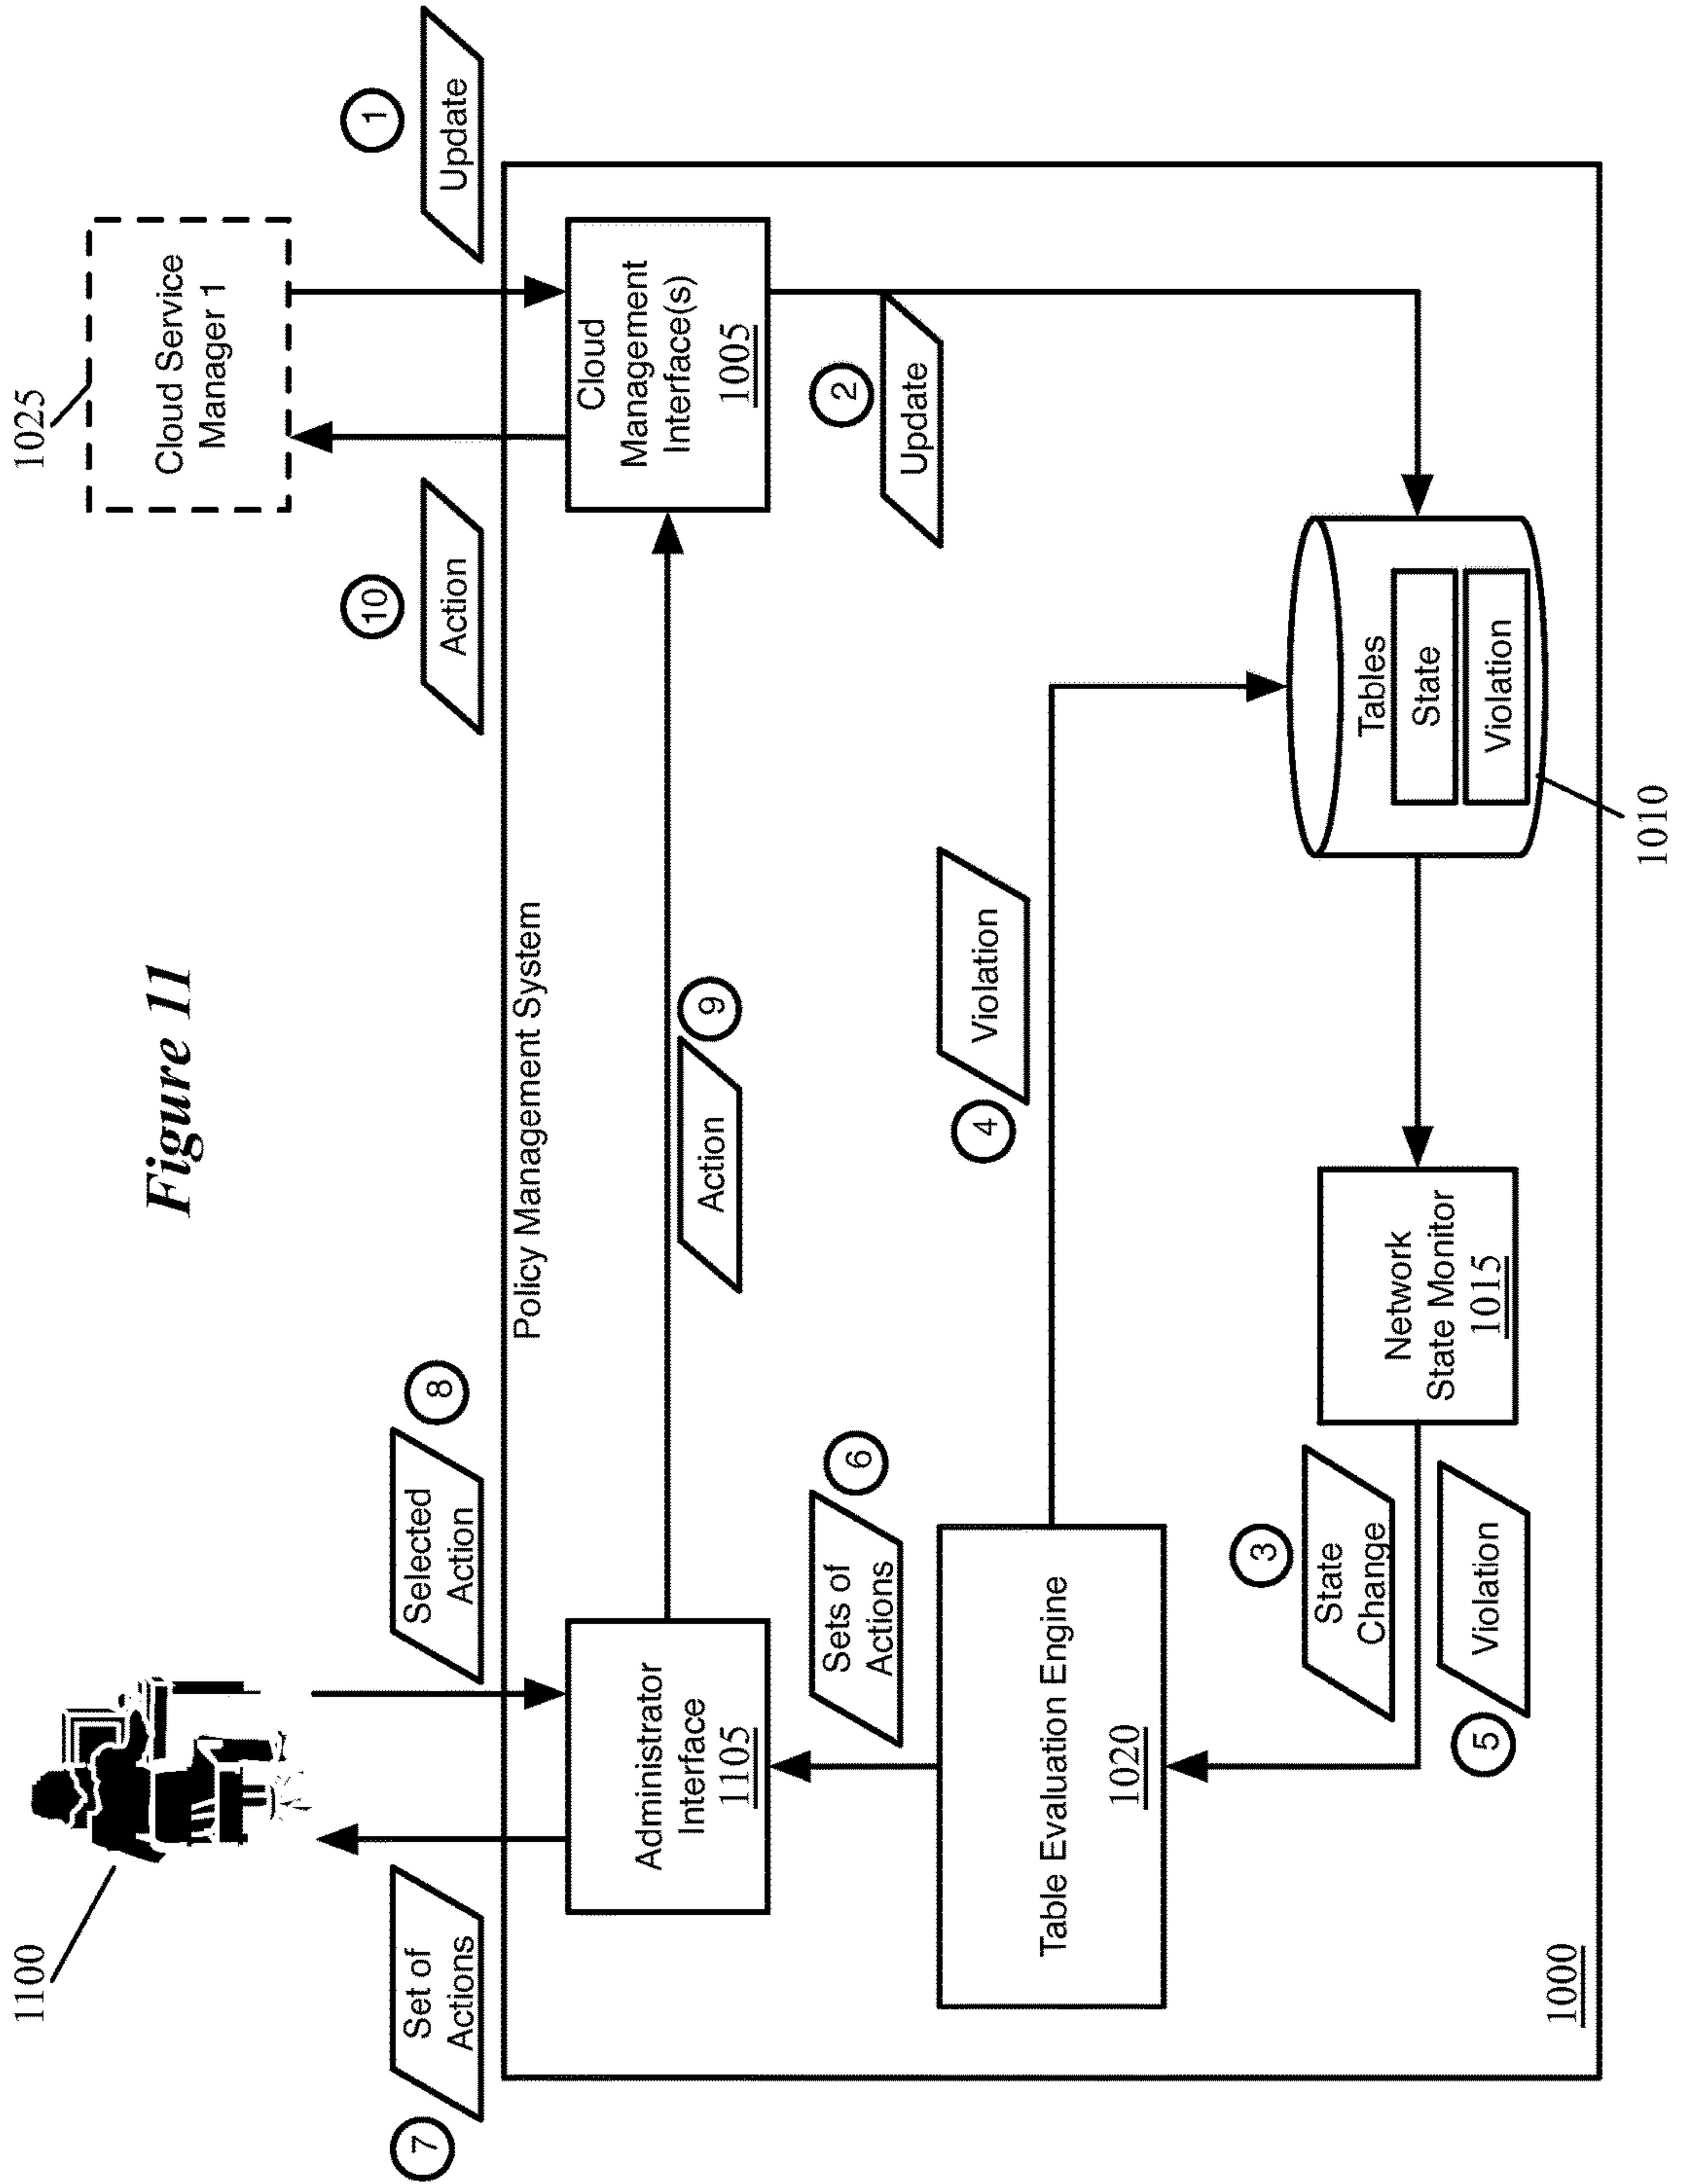 Figure 11
1100
1025
Cloud Service
Manager 1
7
Set of
Actions
Selected
Action
8
10
Action
1
Update
Policy Management System
Administrator
Interface
1105
Action
9
Cloud
Management
Interface(s)
1005
Sets of
Actions
6
2
Update
Table Evaluation Engine
1020
4
Violation
3
State
Change
5
Violation
Network
State Monitor
1015
Tables
State
Violation
1010
1000